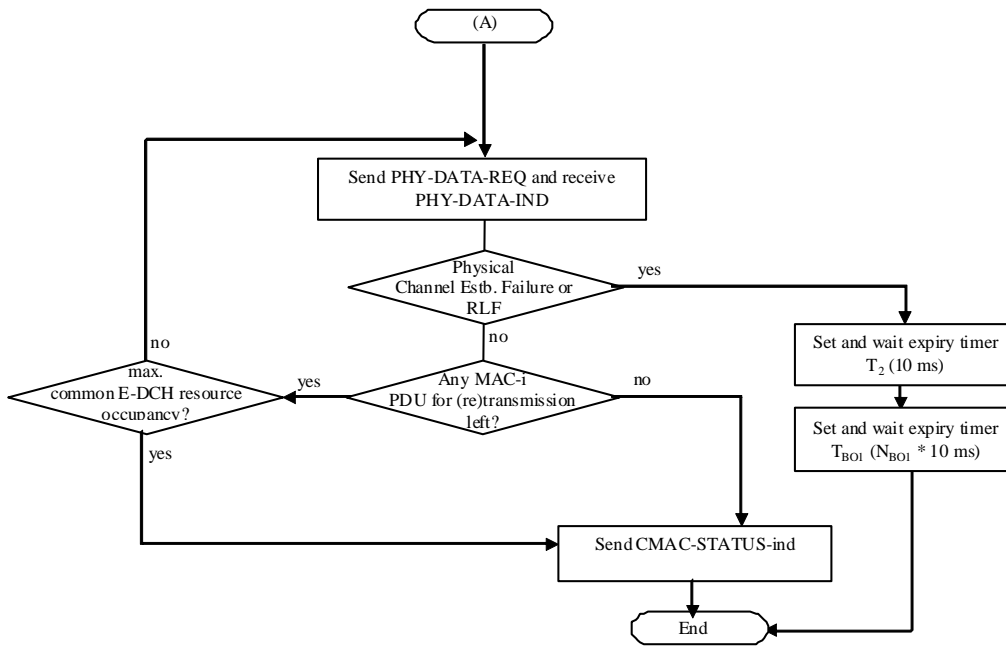 (A)
Send PHY-DATA-REQ and receive
PHY-DATA-IND
Physical
Channel Estb. Failure or
RLF
yes
no
Set and wait expiry timer
T₂ (10 ms)
Set and wait expiry timer
T_BO1 (N_BO1 * 10 ms)
Any MAC-i
PDU for (re)transmission
left?
yes
no
max.
common E-DCH resource
occupancy?
no
yes
Send CMAC-STATUS-ind
End